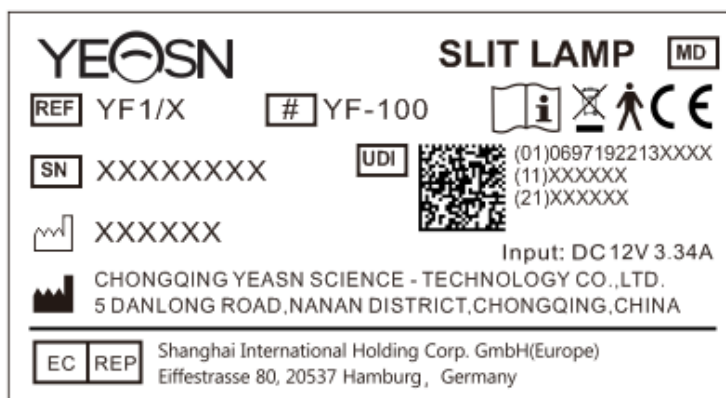 YEASN SLIT LAMP MD
REF YF1/X # YF-100
SN XXXXXXXX UDI (01)0697192213XXXX
(11)XXXXXX
(21)XXXXXX
XXXXXX
Input: DC 12V 3.34A
CHONGQING YEASN SCIENCE - TECHNOLOGY CO.,LTD.
5 DANLONG ROAD,NANAN DISTRICT,CHONGQING,CHINA
EC REP Shanghai International Holding Corp. GmbH(Europe)
Eiffestrasse 80, 20537 Hamburg, Germany